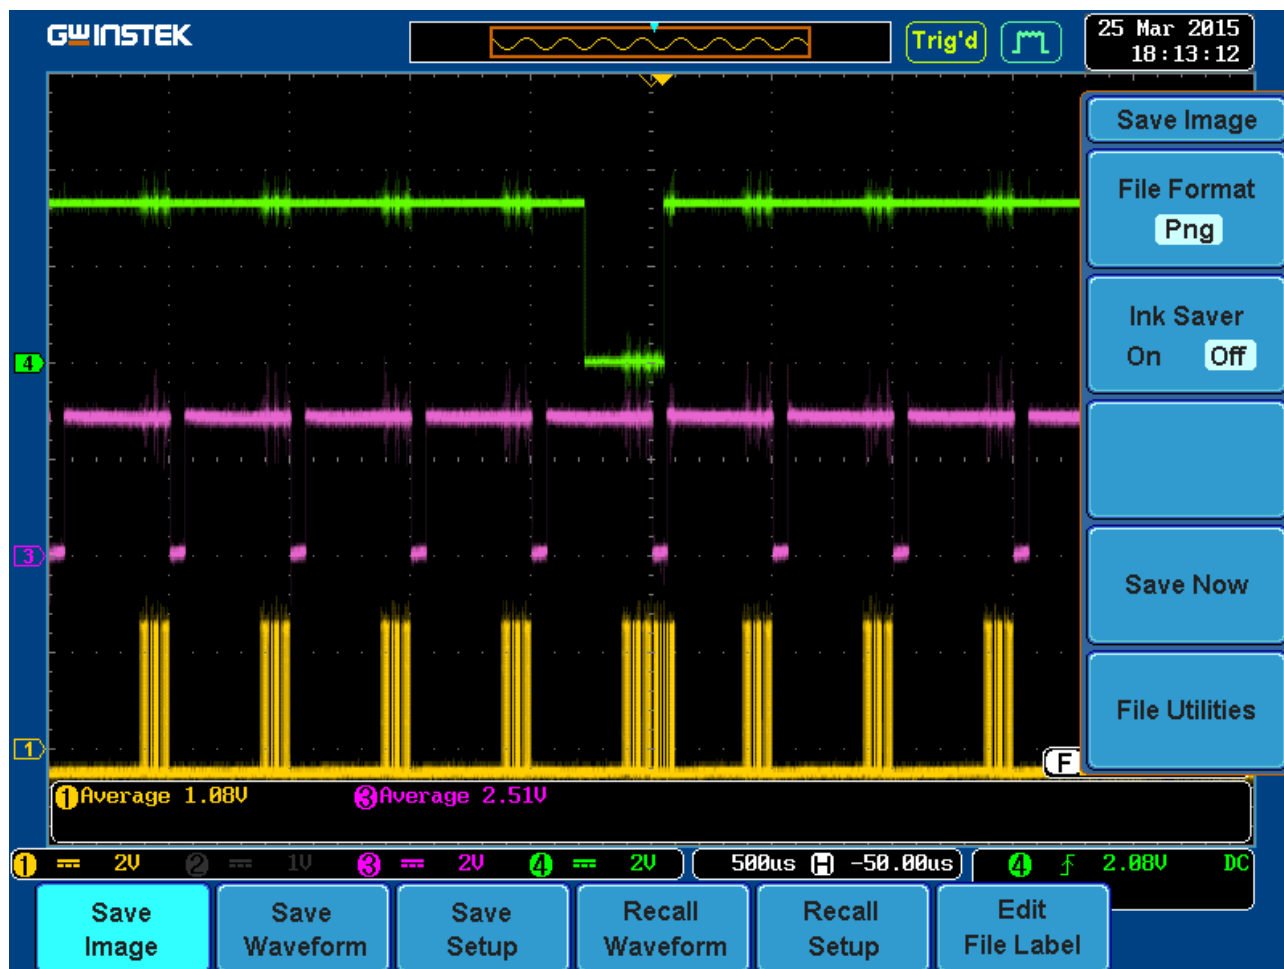 GWINSTEK
Trig'd
25 Mar 2015
18:13:12
Save Image
File Format
Png
Ink Saver
On Off
4
3
Save Now
File Utilities
1
F
1 Average 1.08V 3 Average 2.51V
1 2V 2 1V 3 2V 4 2V 500us H -50.00us 4 2.08V DC
Save Image
Save Waveform
Save Setup
Recall Waveform
Recall Setup
Edit File Label